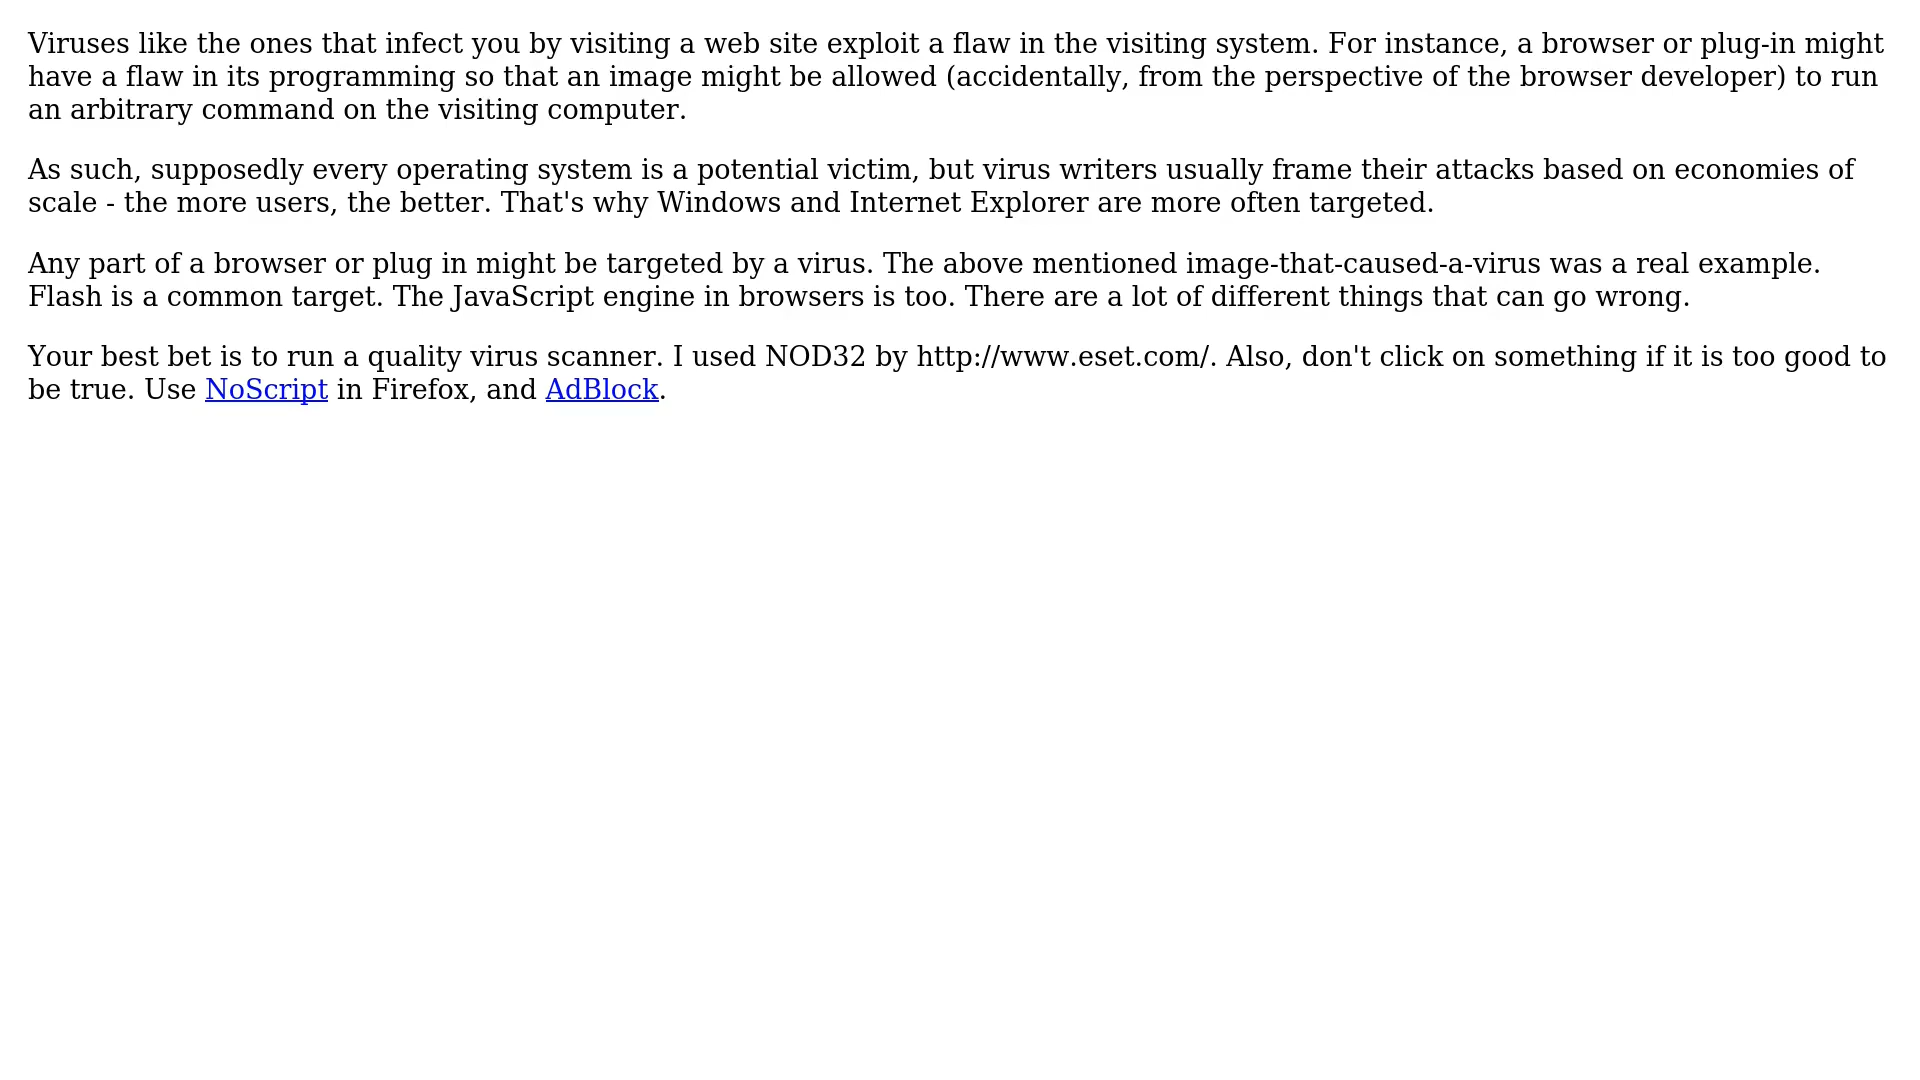 Viruses like the ones that infect you by visiting a web site exploit a flaw in the visiting system. For instance, a browser or plug-in might
have a flaw in its programming so that an image might be allowed (accidentally, from the perspective of the browser developer) to run
an arbitrary command on the visiting computer.
As such, supposedly every operating system is a potential victim, but virus writers usually frame their attacks based on economies of
scale - the more users, the better. That's why Windows and Internet Explorer are more often targeted.
Any part of a browser or plug in might be targeted by a virus. The above mentioned image-that-caused-a-virus was a real example.
Flash is a common target. The JavaScript engine in browsers is too. There are a lot of different things that can go wrong.
Your best bet is to run a quality virus scanner. I used NOD32 by http://www.eset.com/. Also, don't click on something if it is too good to
be true. Use NoScript in Firefox, and AdBlock.